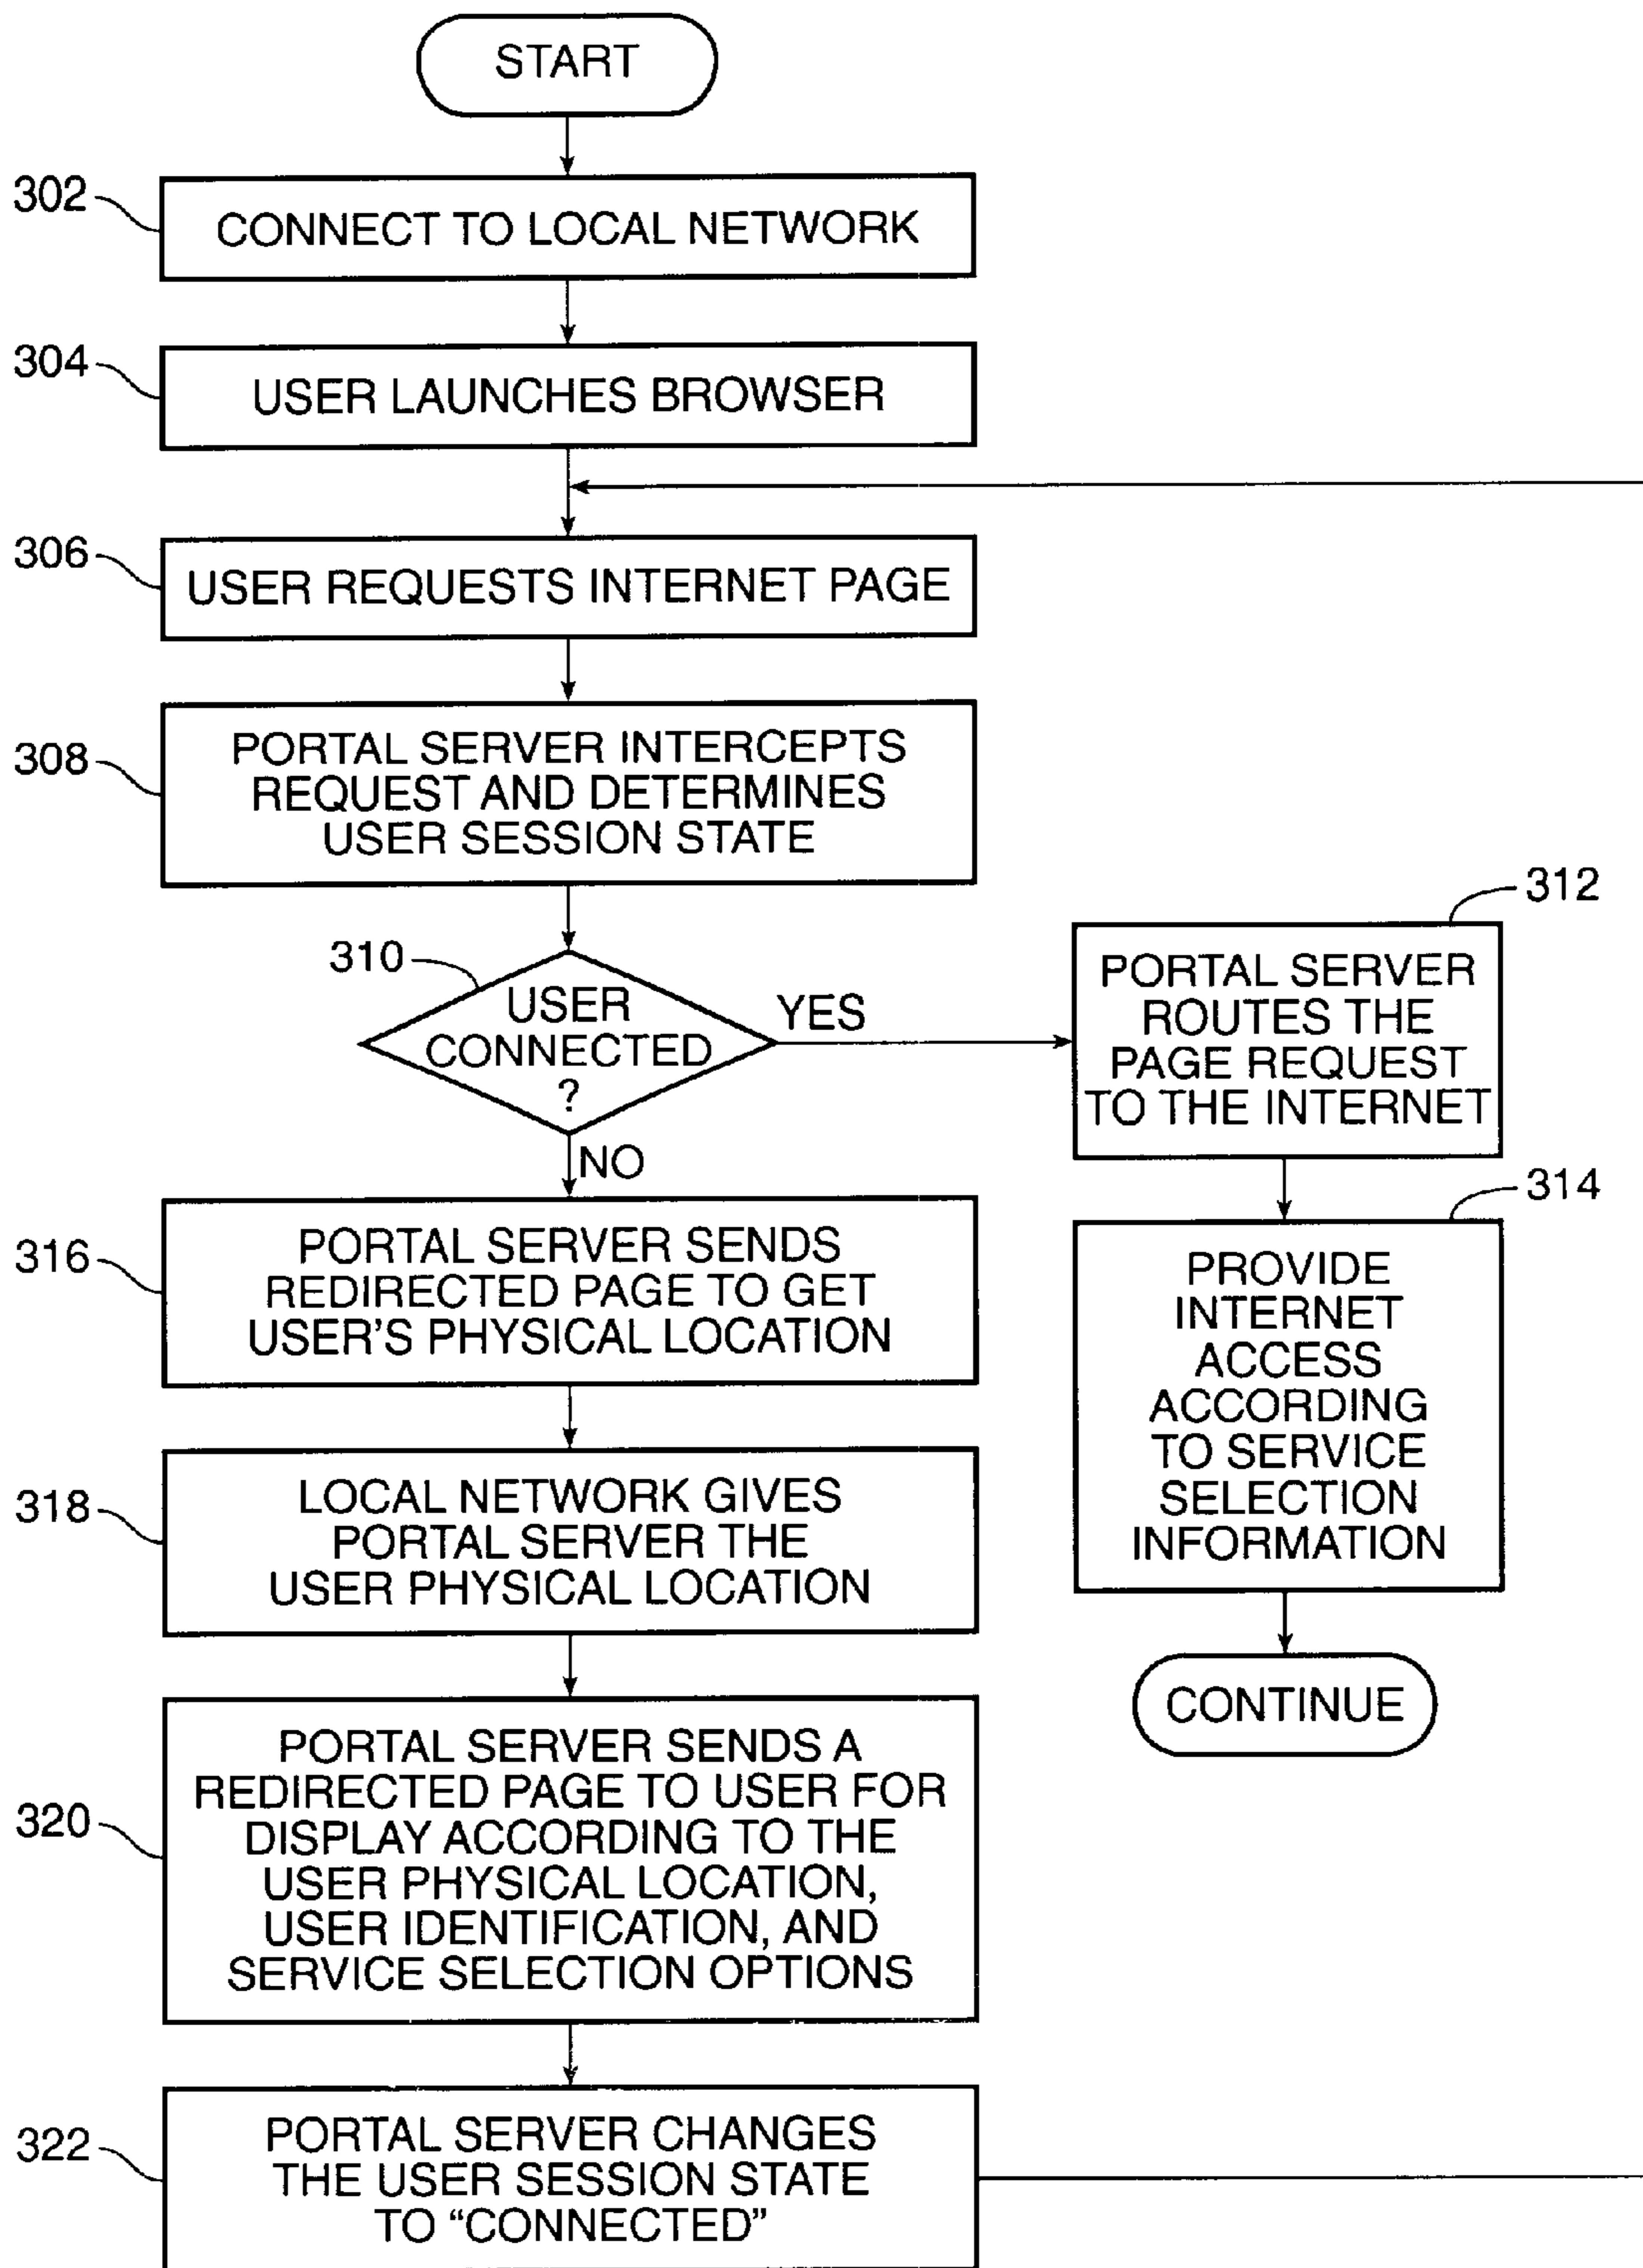 START
302
CONNECT TO LOCAL NETWORK
304
USER LAUNCHES BROWSER
306
USER REQUESTS INTERNET PAGE
308
PORTAL SERVER INTERCEPTS
REQUEST AND DETERMINES
USER SESSION STATE
310
USER
CONNECTED
?
YES
NO
312
PORTAL SERVER
ROUTES THE
PAGE REQUEST
TO THE INTERNET
314
PROVIDE
INTERNET
ACCESS
ACCORDING
TO SERVICE
SELECTION
INFORMATION
CONTINUE
316
PORTAL SERVER SENDS
REDIRECTED PAGE TO GET
USER'S PHYSICAL LOCATION
318
LOCAL NETWORK GIVES
PORTAL SERVER THE
USER PHYSICAL LOCATION
320
PORTAL SERVER SENDS A
REDIRECTED PAGE TO USER FOR
DISPLAY ACCORDING TO THE
USER PHYSICAL LOCATION,
USER IDENTIFICATION, AND
SERVICE SELECTION OPTIONS
322
PORTAL SERVER CHANGES
THE USER SESSION STATE
TO “CONNECTED”